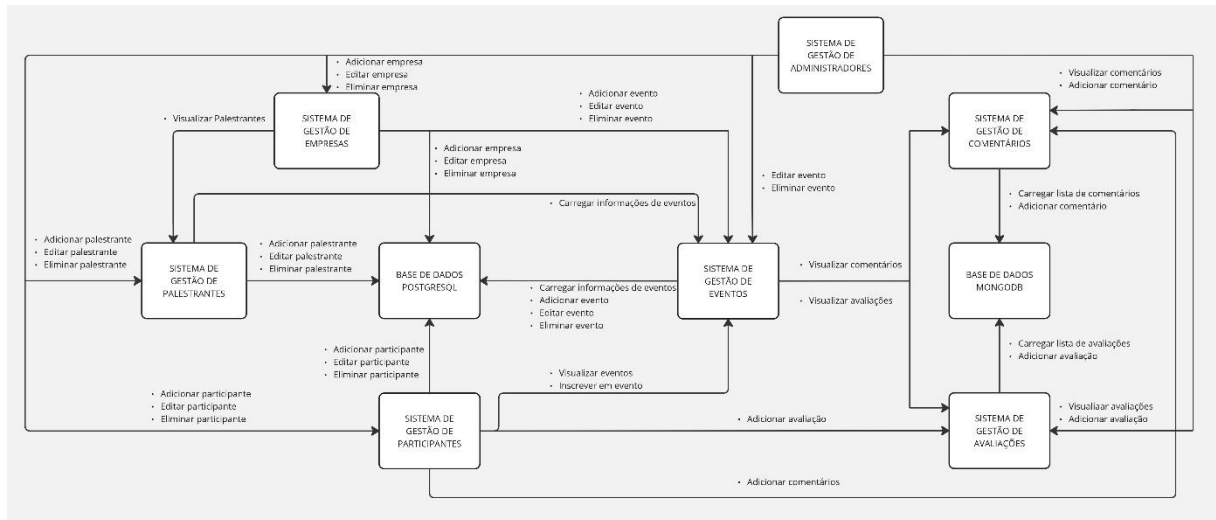 SISTEMA DE
GESTÃO DE
ADMINISTRADORES
• Adicionar empresa
• Editar empresa
• Eliminar empresa
• Visualizar comentários
• Adicionar comentário
• Visualizar Palestrantes
SISTEMA DE
GESTÃO DE
EMPRESAS
• Adicionar evento
• Editar evento
• Eliminar evento
SISTEMA DE
GESTÃO DE
COMENTÁRIOS
• Adicionar empresa
• Editar empresa
• Eliminar empresa
• Editar evento
• Eliminar evento
• Carregar lista de comentários
• Adicionar comentário
• Carregar informações de eventos
• Adicionar palestrante
• Editar palestrante
• Eliminar palestrante
SISTEMA DE
GESTÃO DE
PALESTRANTES
• Adicionar palestrante
• Editar palestrante
• Eliminar palestrante
BASE DE DADOS
POSTGRESQL
• Carregar informações de eventos
• Adicionar evento
• Editar evento
• Eliminar evento
SISTEMA DE
GESTÃO DE
EVENTOS
• Visualizar comentários
• Visualizar avaliações
BASE DE DADOS
MONGODB
• Adicionar participante
• Editar participante
• Eliminar participante
• Visualizar eventos
• Inscrever em evento
• Carregar lista de avaliações
• Adicionar avaliação
• Adicionar participante
• Editar participante
• Eliminar participante
SISTEMA DE
GESTÃO DE
PARTICIPANTES
• Adicionar avaliação
SISTEMA DE
GESTÃO DE
AVALIAÇÕES
• Visualiaar avaliações
• Adicionar avaliação
• Adicionar comentários